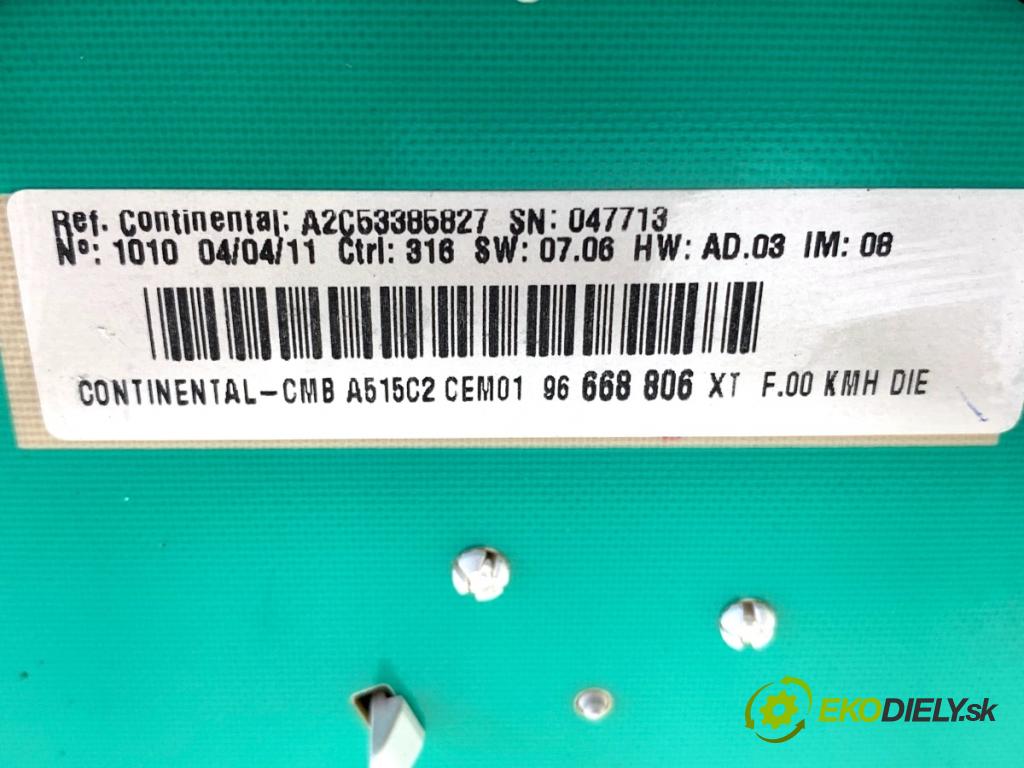 Ref. Continental: A2C53385827 SN: 047713
Nº: 1010 04/04/11 Ctrl: 316 SW: 07.06 HW: AD.03 IM: 08
CONTINENTAL-CMB A515C2 CEM01 96 668 806 XT F.00 KMH DIE
EKODIELY.sk